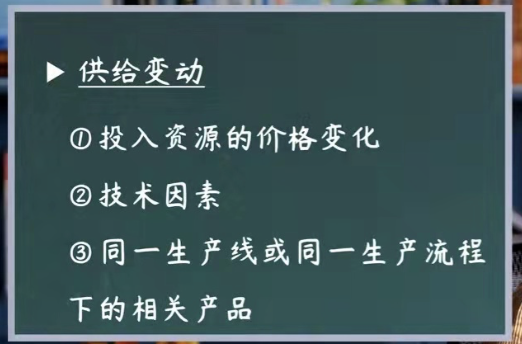 ▶ 供给变动
①投入资源的价格变化
②技术因素
③同一生产线或同一生产流程
下的相关产品